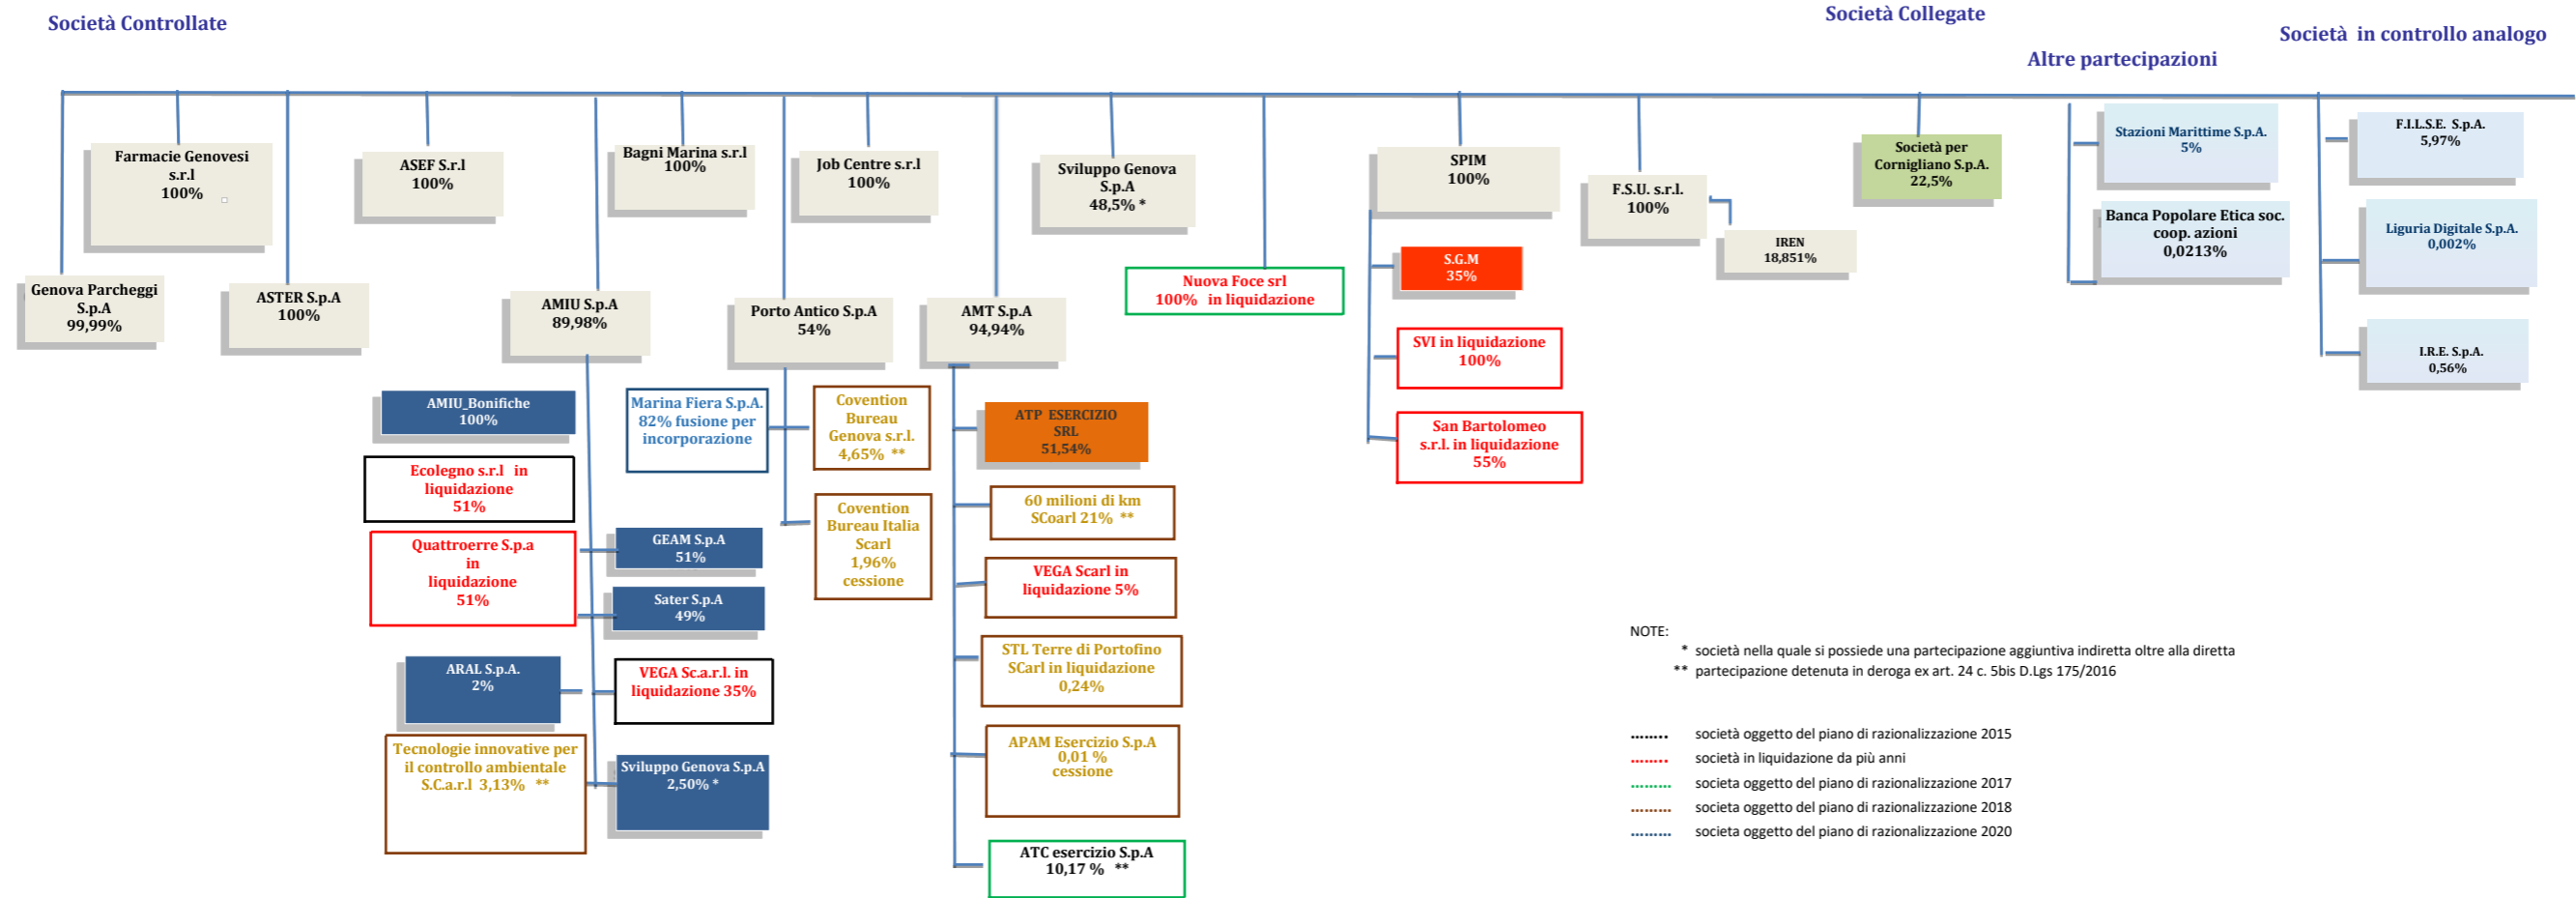 Società Controllate
Società Collegate
Altre partecipazioni
Società in controllo analogo
Farmacie Genovesi
s.r.l
100%
ASEF S.r.l
100%
Bagni Marina s.r.l
100%
Job Centre s.r.l
100%
Sviluppo Genova
S.p.A
48,5% *
SPIM
100%
F.S.U. s.r.l.
100%
IREN
18,851%
Società per
Cornigliano S.p.A.
22,5%
Stazioni Marittime S.p.A.
5%
Banca Popolare Etica soc.
coop. azioni
0,0213%
F.I.L.S.E. S.p.A.
5,97%
Liguria Digitale S.p.A.
0,002%
I.R.E. S.p.A.
0,56%
Genova Parcheggi
S.p.A
99,99%
ASTER S.p.A
100%
AMIU S.p.A
89,98%
Porto Antico S.p.A
54%
AMT S.p.A
94,94%
Nuova Foce srl
100% in liquidazione
S.G.M
35%
SVI in liquidazione
100%
San Bartolomeo
s.r.l. in liquidazione
55%
AMIU_Bonifiche
100%
Ecolegno s.r.l in
liquidazione
51%
Quattroerre S.p.a
in
liquidazione
51%
GEAM S.p.A
51%
Sater S.p.A
49%
ARAL S.p.A.
2%
VEGA Sc.a.r.l. in
liquidazione 35%
Tecnologie innovative per
il controllo ambientale
S.C.a.r.l 3,13% **
Sviluppo Genova S.p.A
2,50% *
Marina Fiera S.p.A.
82% fusione per
incorporazione
Covention
Bureau
Genova s.r.l.
4,65% **
Covention
Bureau Italia
Scarl
1,96%
cessione
ATP ESERCIZIO
SRL
51,54%
60 milioni di km
SCoarl 21% **
VEGA Scarl in
liquidazione 5%
STL Terre di Portofino
SCarl in liquidazione
0,24%
APAM Esercizio S.p.A
0,01 %
cessione
ATC esercizio S.p.A
10,17 % **
NOTE:
* società nella quale si possiede una partecipazione aggiuntiva indiretta oltre alla diretta
** partecipazione detenuta in deroga ex art. 24 c. 5bis D.Lgs 175/2016
........ società oggetto del piano di razionalizzazione 2015
........ società in liquidazione da più anni
......... societa oggetto del piano di razionalizzazione 2017
......... societa oggetto del piano di razionalizzazione 2018
......... societa oggetto del piano di razionalizzazione 2020